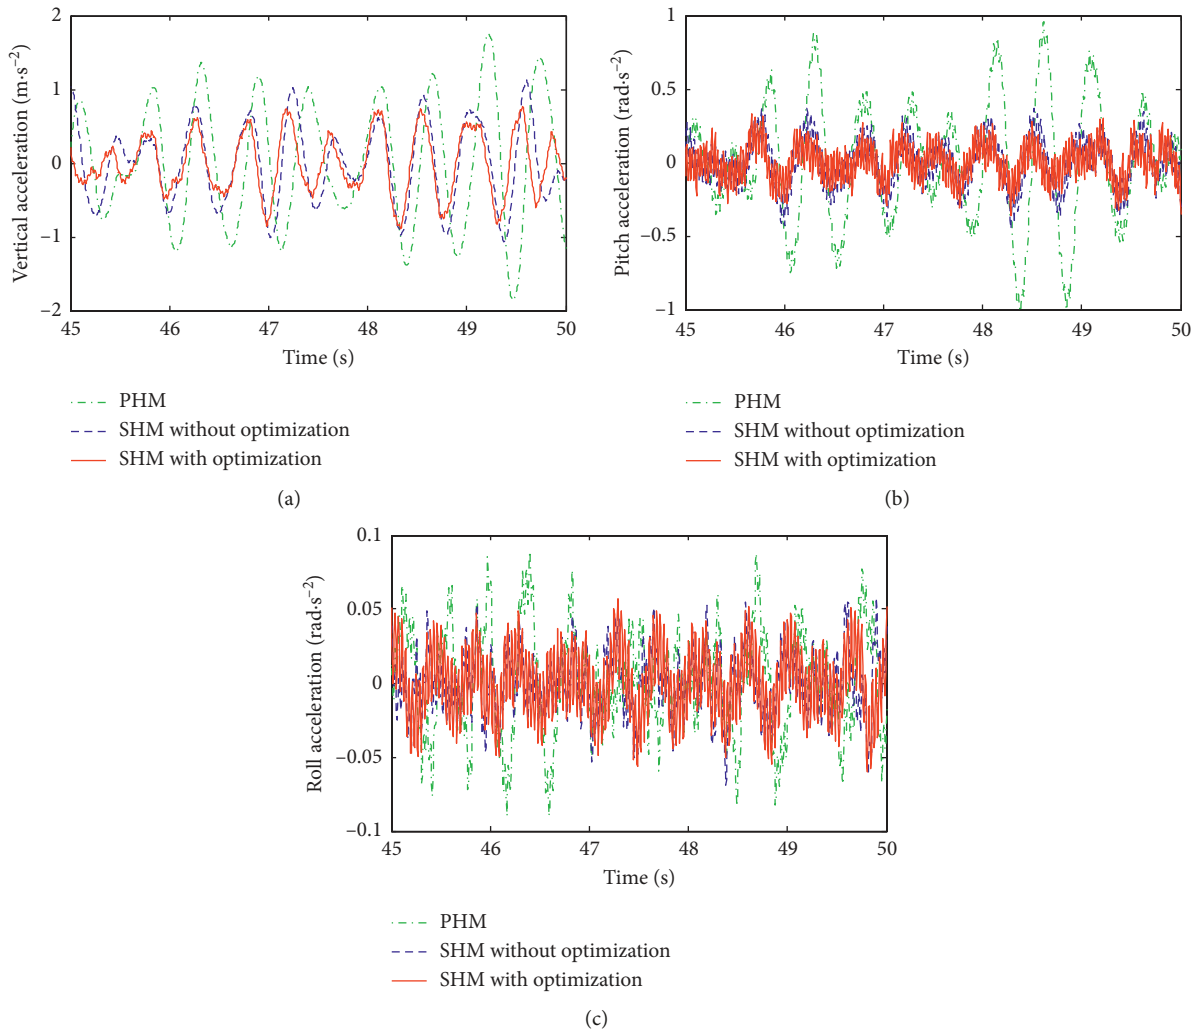 Vertical acceleration (m·s⁻²)
2
1
0
−1
−2
45 46 47 48 49 50
Time (s)
PHM
SHM without optimization
SHM with optimization
(a)
Pitch acceleration (rad·s⁻²)
1
0.5
0
−0.5
−1
45 46 47 48 49 50
Time (s)
PHM
SHM without optimization
SHM with optimization
(b)
Roll acceleration (rad·s⁻²)
0.1
0.05
0
−0.05
−0.1
45 46 47 48 49 50
Time (s)
PHM
SHM without optimization
SHM with optimization
(c)